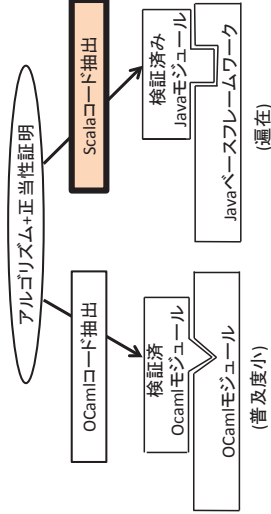 アルゴリズム+正当性証明
OCamlコード抽出
Scalaコード抽出
検証済
Ocamlモジュール
検証済み
Javaモジュール
OCamlモジュール
Javaベースフレームワーク
(普及度小)
(遍在)